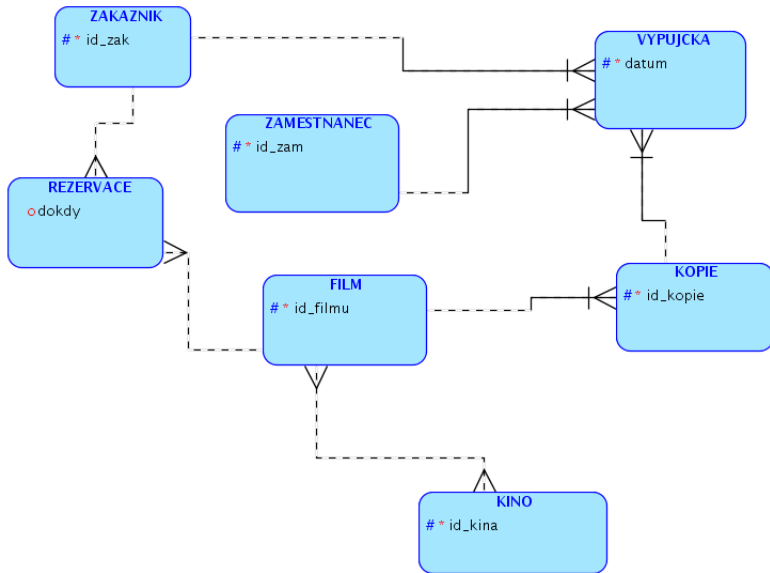 ZAKAZNIK
# * id_zak
VYPUJCKA
# * datum
ZAMESTNANEC
# * id_zam
REZERVACE
o dokdy
FILM
# * id_filmu
KOPIE
# * id_kopie
KINO
# * id_kina